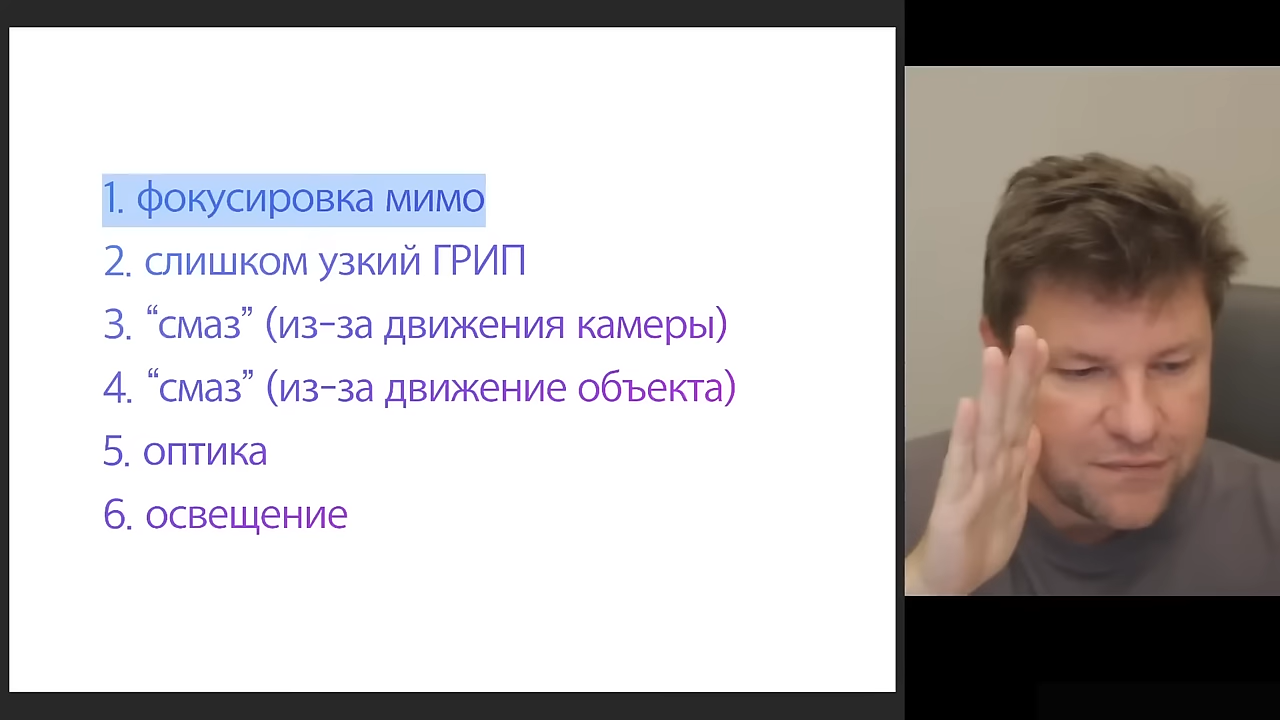 1. фокусировка мимо
2. слишком узкий ГРИП
3. “смаз” (из-за движения камеры)
4. “смаз” (из-за движение объекта)
5. оптика
6. освещение